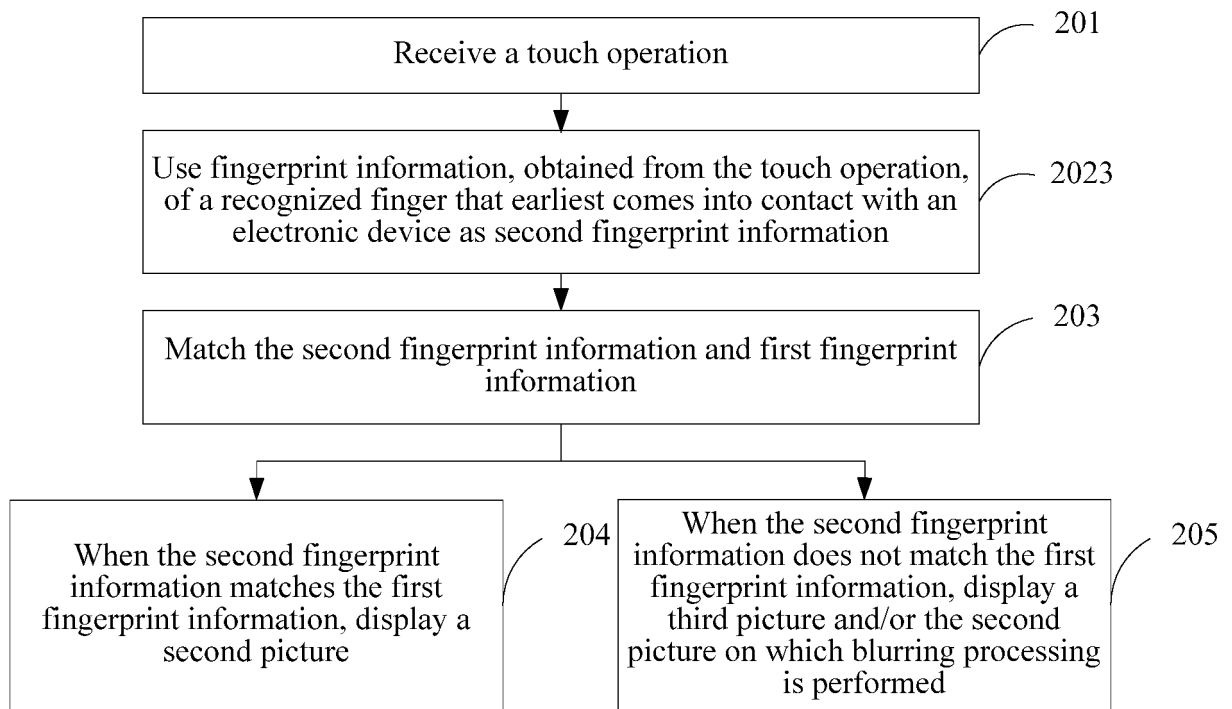 Receive a touch operation
201
Use fingerprint information, obtained from the touch operation,
of a recognized finger that earliest comes into contact with an
electronic device as second fingerprint information
2023
Match the second fingerprint information and first fingerprint
information
203
When the second fingerprint
information matches the first
fingerprint information, display a
second picture
204
When the second fingerprint
information does not match the first
fingerprint information, display a
third picture and/or the second
picture on which blurring processing
is performed
205